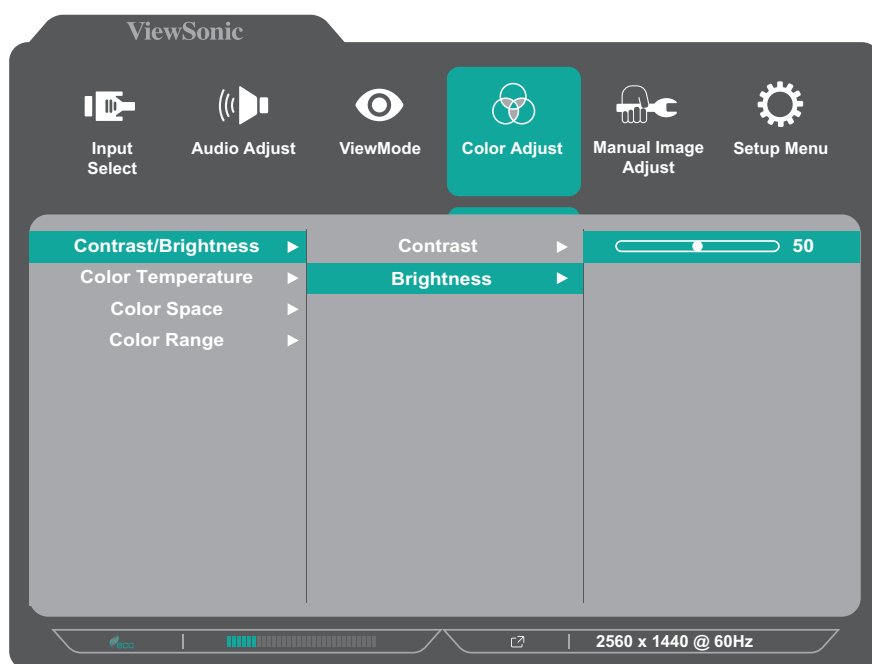 ViewSonic
Input
Select
Audio Adjust
ViewMode
Color Adjust
Manual Image
Adjust
Setup Menu
Contrast/Brightness
Contrast
50
Color Temperature
Brightness
Color Space
Color Range
eco
2560 x 1440 @ 60Hz